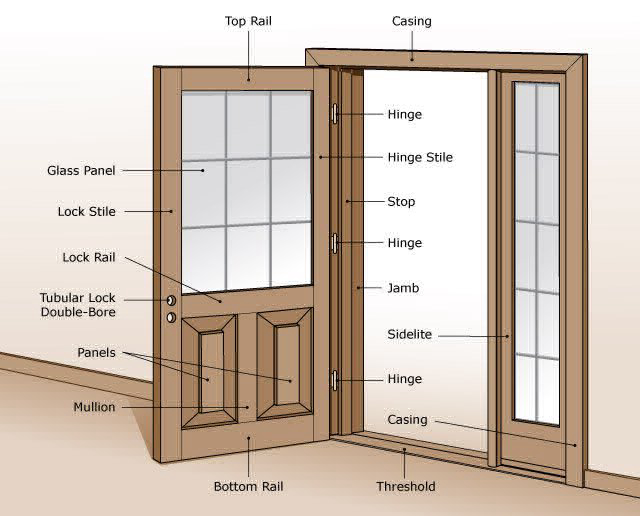 Top Rail
Casing
Hinge
Hinge Stile
Glass Panel
Stop
Lock Stile
Hinge
Lock Rail
Jamb
Tubular Lock
Double-Bore
Sidelite
Panels
Hinge
Mullion
Casing
Bottom Rail
Threshold